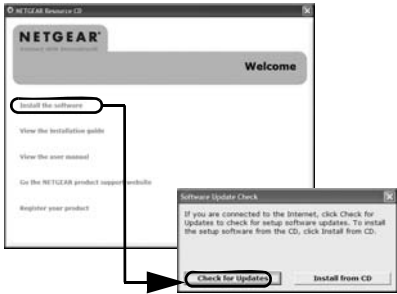 NETGEAR Resource CD
NETGEAR®
Welcome
Install the software
View the installation guide
View the user manual
Go the NETGEAR product support website
Register your product
Software Update Check
If you are connected to the Internet, click Check for
Updates to check for setup software updates. To install
the setup software from the CD, click Install from CD.
Check for Updates
Install from CD